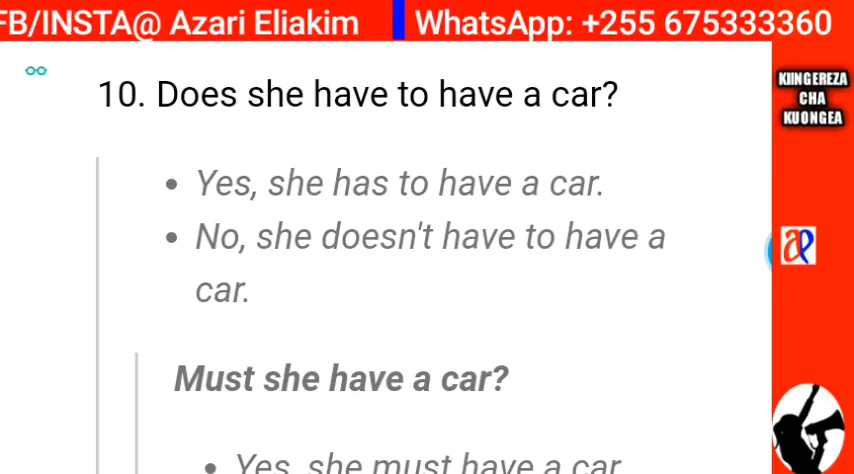 FB/INSTA@ Azari Eliakim WhatsApp: +255 675333360
KIINGEREZA
CHA
KUONGEA
10. Does she have to have a car?
• Yes, she has to have a car.
• No, she doesn't have to have a
car.
Must she have a car?
• Yes, she must have a car